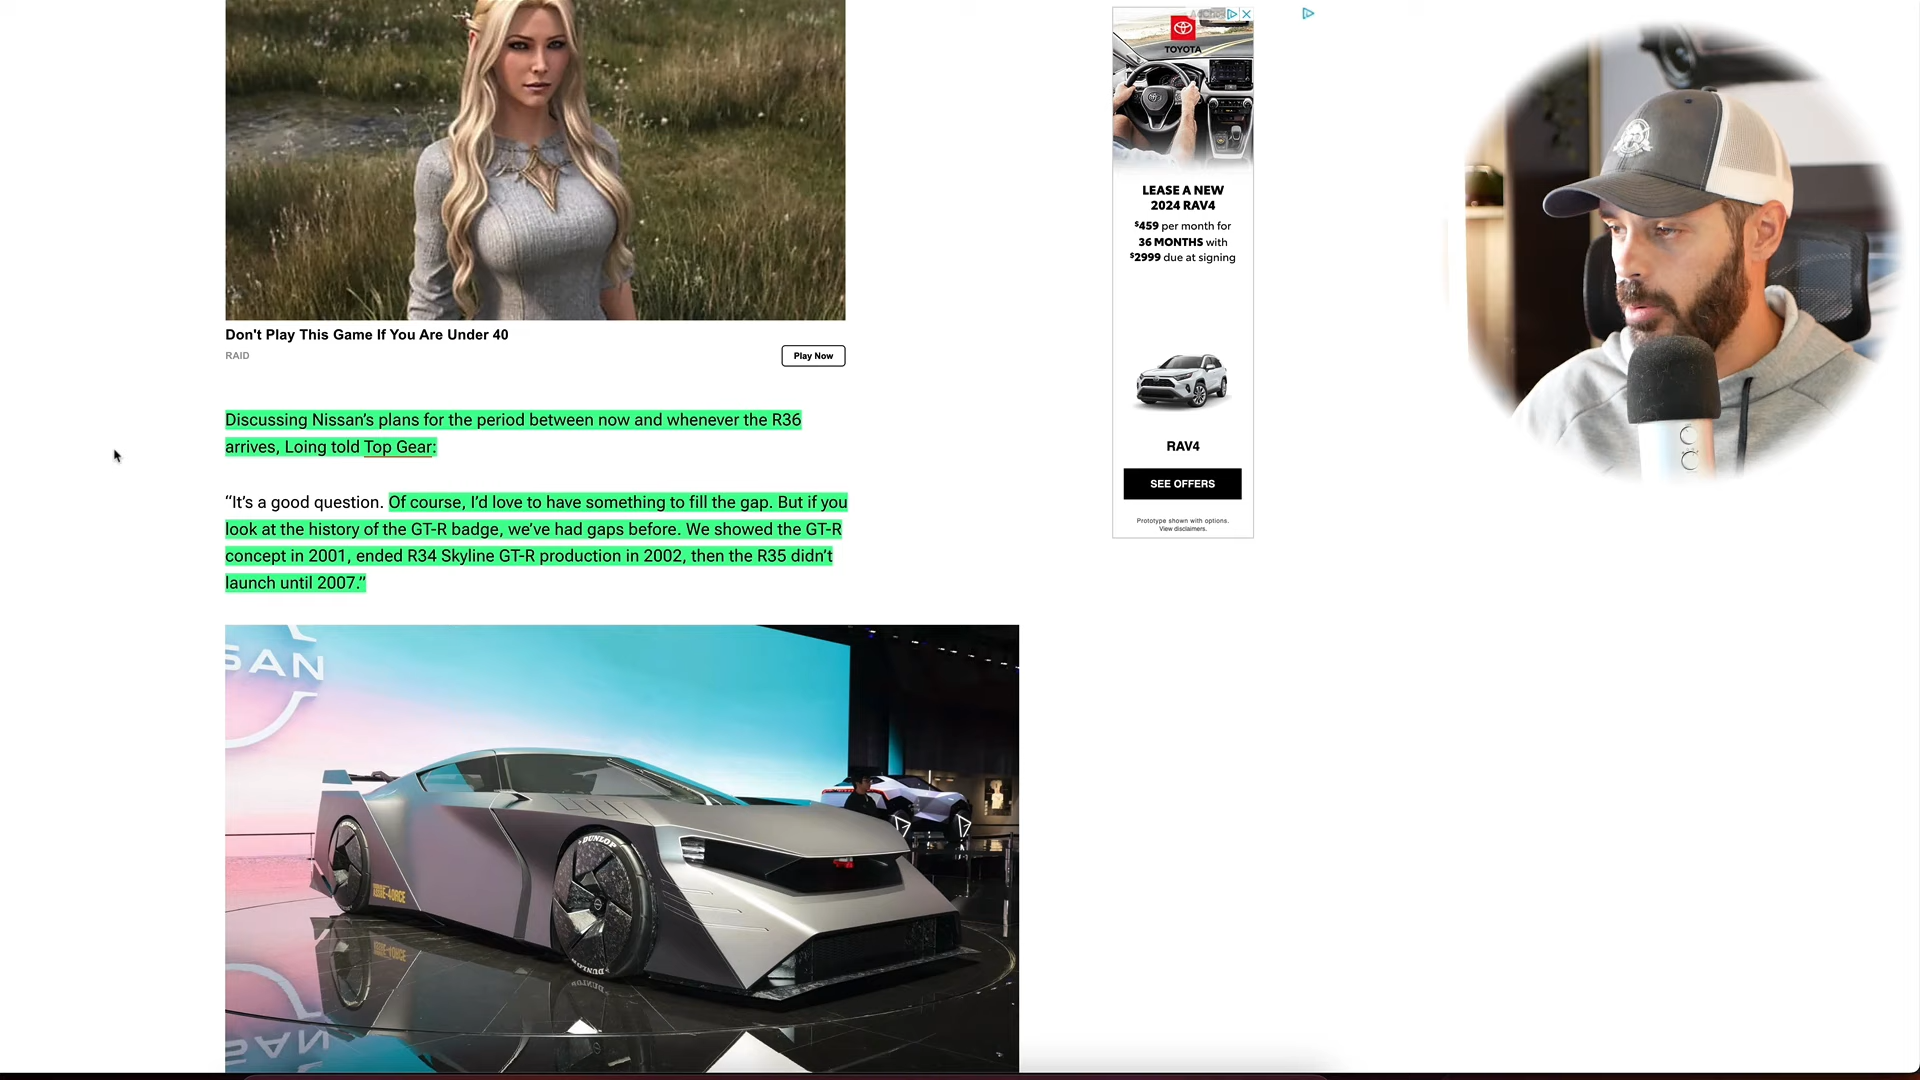 TOYOTA
LEASE A NEW
2024 RAV4
$459 per month for
36 MONTHS with
$2999 due at signing
RAV4
SEE OFFERS
Prototype shown with options.
View disclaimers.
Don't Play This Game If You Are Under 40
RAID
Play Now
Discussing Nissan’s plans for the period between now and whenever the R36
arrives, Loing told Top Gear:
“It’s a good question. Of course, I’d love to have something to fill the gap. But if you
look at the history of the GT-R badge, we’ve had gaps before. We showed the GT-R
concept in 2001, ended R34 Skyline GT-R production in 2002, then the R35 didn’t
launch until 2007.”
SAN
DUNLOP
DUNLOP